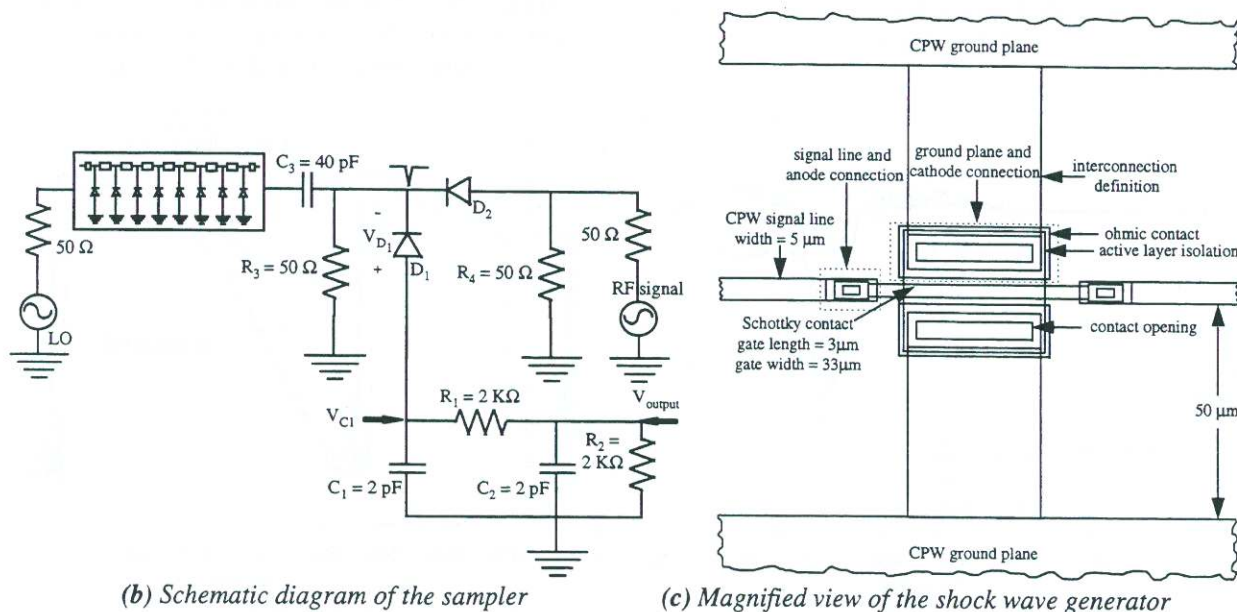 C₃ = 40 pF
50 Ω
LO
R₃ = 50 Ω
-
V_D₁
+
D₁
D₂
R₄ = 50 Ω
50 Ω
RF signal
V_C1
R₁ = 2 KΩ
V_output
R₂ =
2 KΩ
C₁ = 2 pF
C₂ = 2 pF
(b) Schematic diagram of the sampler
CPW ground plane
signal line and
anode connection
ground plane and
cathode connection
interconnection
definition
CPW signal line
width = 5 μm
ohmic contact
active layer isolation
Schottky contact
gate length = 3μm
gate width = 33μm
contact opening
50 μm
CPW ground plane
(c) Magnified view of the shock wave generator